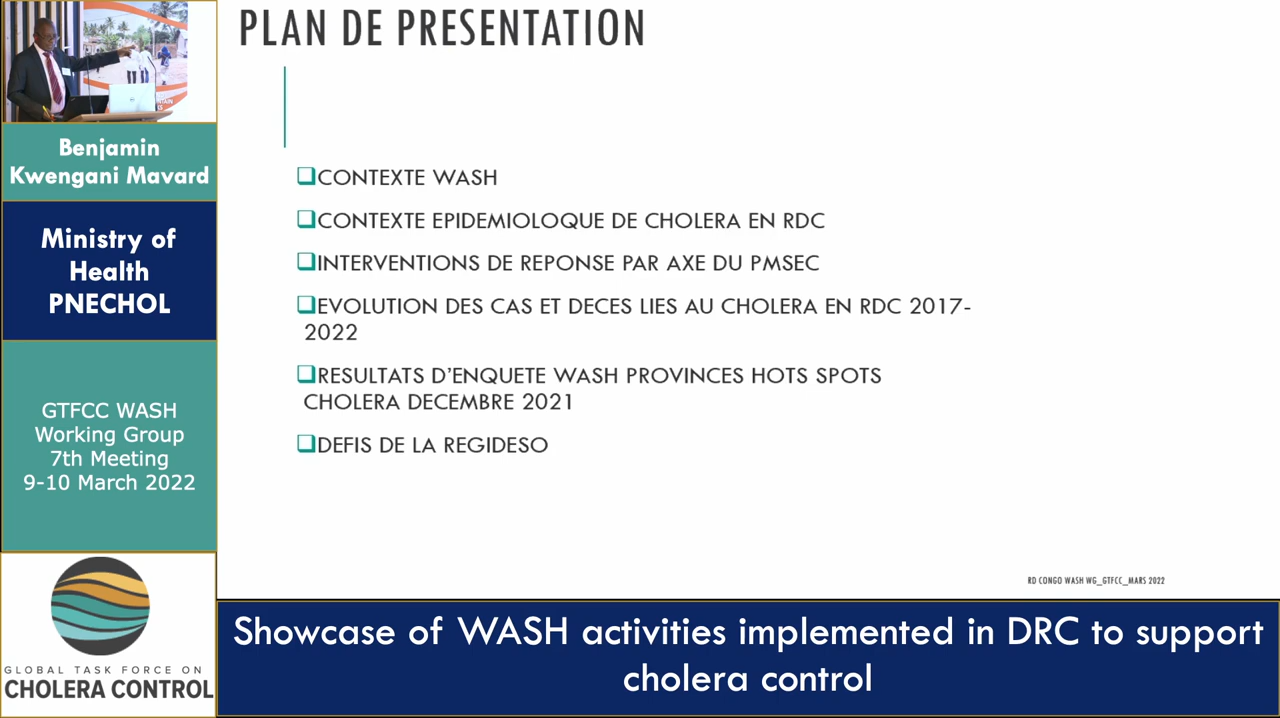 PLAN DE PRESENTATION
❑CONTEXTE WASH
❑CONTEXTE EPIDEMIOLOQUE DE CHOLERA EN RDC
❑INTERVENTIONS DE REPONSE PAR AXE DU PMSEC
❑EVOLUTION DES CAS ET DECES LIES AU CHOLERA EN RDC 2017-
2022
❑RESULTATS D'ENQUETE WASH PROVINCES HOTS SPOTS
CHOLERA DECEMBRE 2021
❑DEFIS DE LA REGIDESO
RD CONGO WASH WG_GTFCC_MARS 2022
Benjamin
Kwengani Mavard
Ministry of
Health
PNECHOL
GTFCC WASH
Working Group
7th Meeting
9-10 March 2022
GLOBAL TASK FORCE ON
CHOLERA CONTROL
Showcase of WASH activities implemented in DRC to support
cholera control